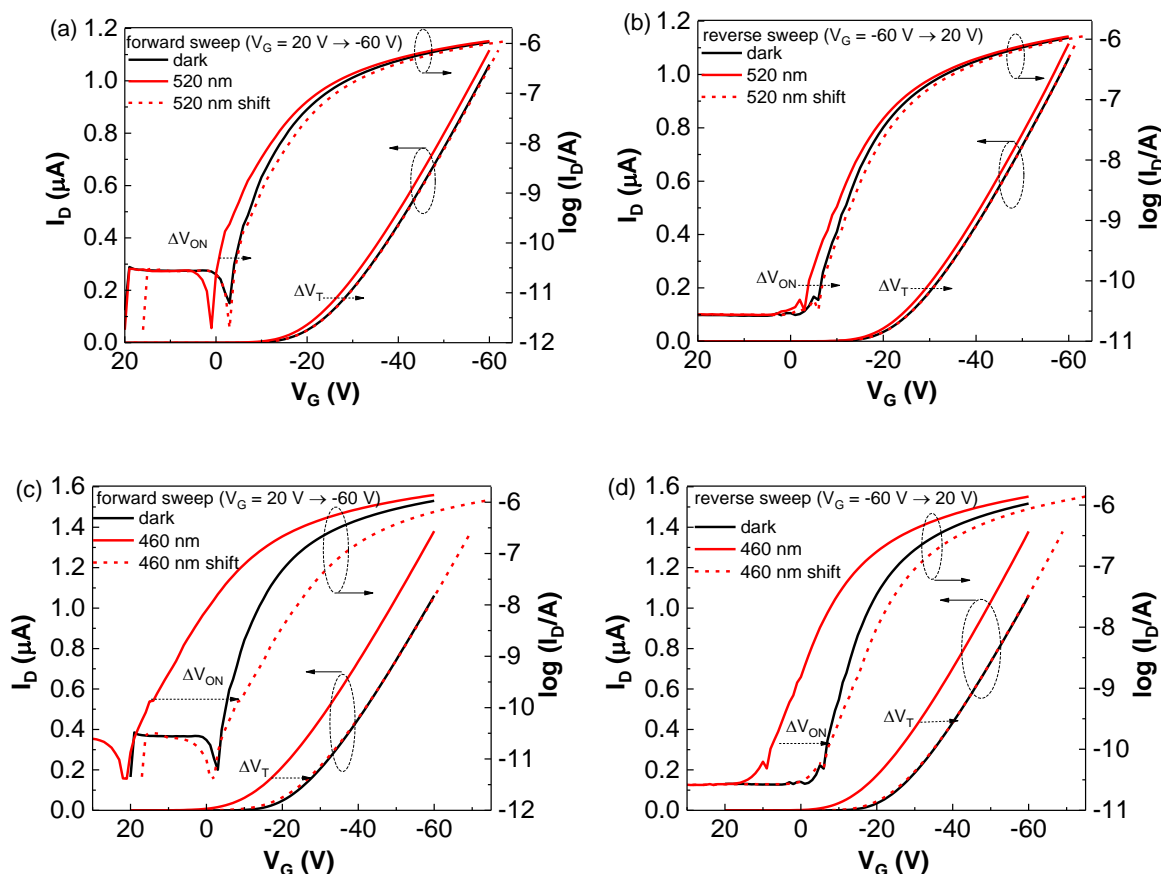 (a)
forward sweep (V_G = 20 V → -60 V)
dark
520 nm
520 nm shift
ΔV_ON
ΔV_T
1.2
1.0
0.8
0.6
0.4
0.2
0.0
I_D (μA)
-6
-7
-8
-9
-10
-11
-12
log (I_D/A)
20 0 -20 -40 -60
V_G (V)
(b)
reverse sweep (V_G = -60 V → 20 V)
dark
520 nm
520 nm shift
ΔV_ON
ΔV_T
1.2
1.0
0.8
0.6
0.4
0.2
0.0
I_D (μA)
-6
-7
-8
-9
-10
-11
log (I_D/A)
20 0 -20 -40 -60
V_G (V)
(c)
forward sweep (V_G = 20 V → -60 V)
dark
460 nm
460 nm shift
ΔV_ON
ΔV_T
1.6
1.4
1.2
1.0
0.8
0.6
0.4
0.2
0.0
I_D (μA)
-6
-7
-8
-9
-10
-11
-12
log (I_D/A)
20 0 -20 -40 -60
V_G (V)
(d)
reverse sweep (V_G = -60 V → 20 V)
dark
460 nm
460 nm shift
ΔV_ON
ΔV_T
1.6
1.4
1.2
1.0
0.8
0.6
0.4
0.2
0.0
I_D (μA)
-6
-7
-8
-9
-10
-11
log (I_D/A)
20 0 -20 -40 -60
V_G (V)